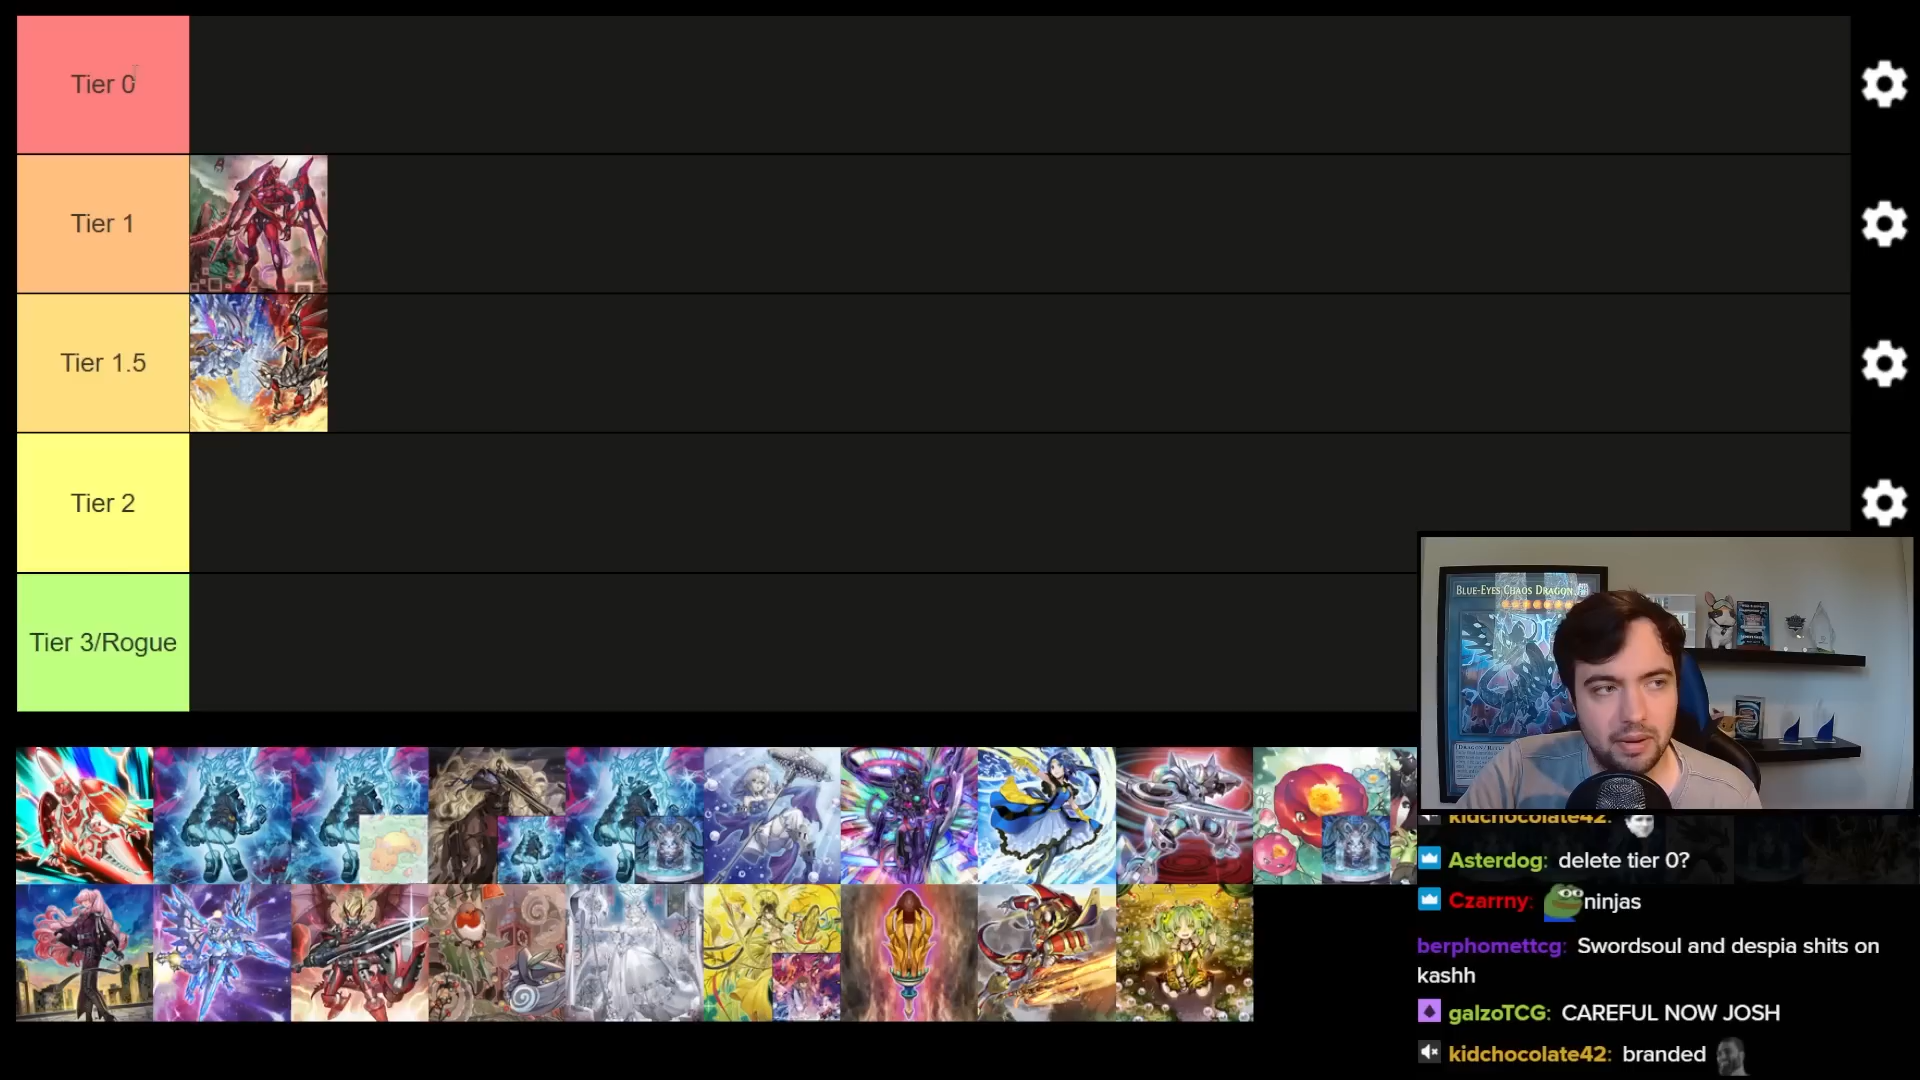 Tier 0
Tier 1
Tier 1.5
Tier 2
Tier 3/Rogue
BLUE-EYES CHAOS DRAGON
kidchocolate42:
Asterdog: delete tier 0?
Czarrny: ninjas
berphomettcg: Swordsoul and despia shits on
kashh
galzoTCG: CAREFUL NOW JOSH
kidchocolate42: branded